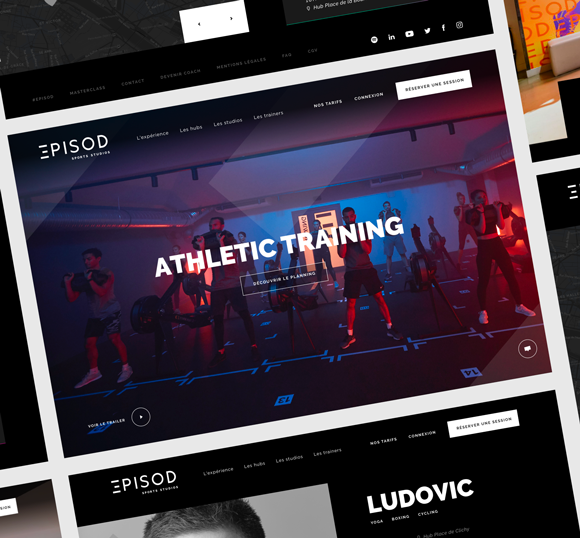 Hub Place de la
#EPISOD MASTERCLASS CONTACT DEVENIR COACH MENTIONS LÉGALES FAQ CGV
EPISOD
SPORTS STUDIOS
L'expérience Les hubs Les studios Les trainers
NOS TARIFS CONNEXION RÉSERVER UNE SESSION
ATHLETIC TRAINING
DÉCOUVRIR LE PLANNING
VOIR LE TRAILER
13
14
EPISOD
SPORTS STUDIOS
L'expérience Les hubs Les studios Les trainers
NOS TARIFS CONNEXION RÉSERVER UNE SESSION
LUDOVIC
YOGA BOXING CYCLING
Hub Place de Clichy